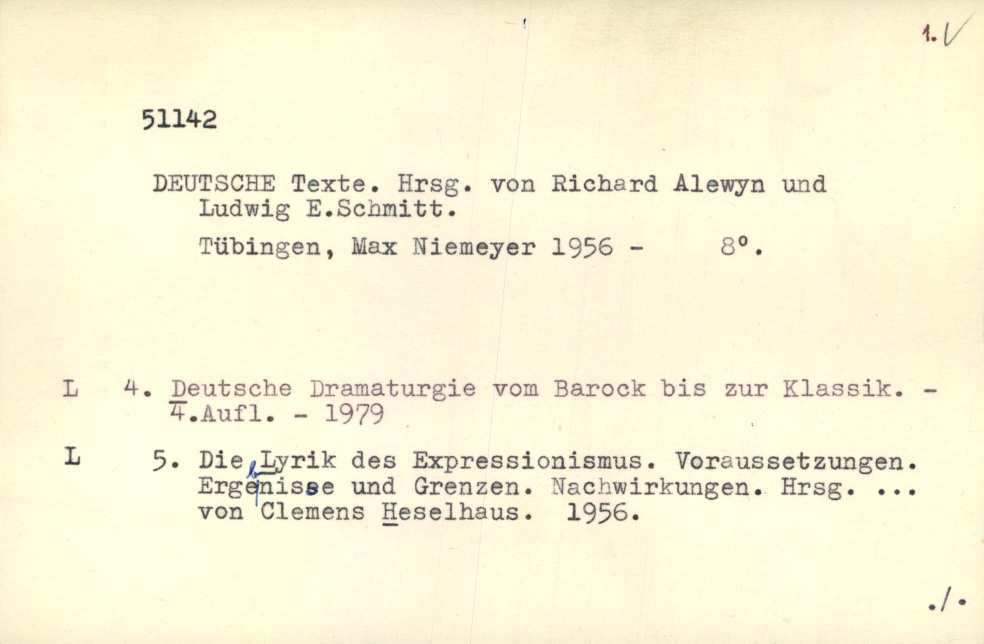 1. V
51142
DEUTSCHE Texte. Hrsg. von Richard Alewyn und
Ludwig E.Schmitt.
Tübingen, Max Niemeyer 1956 - 8º.
L 4. Deutsche Dramaturgie vom Barock bis zur Klassik. -
4.Aufl. - 1979
L 5. Die Lyrik des Expressionismus. Voraussetzungen.
Ergebnisse und Grenzen. Nachwirkungen. Hrsg. ...
von Clemens Heselhaus. 1956.
./.